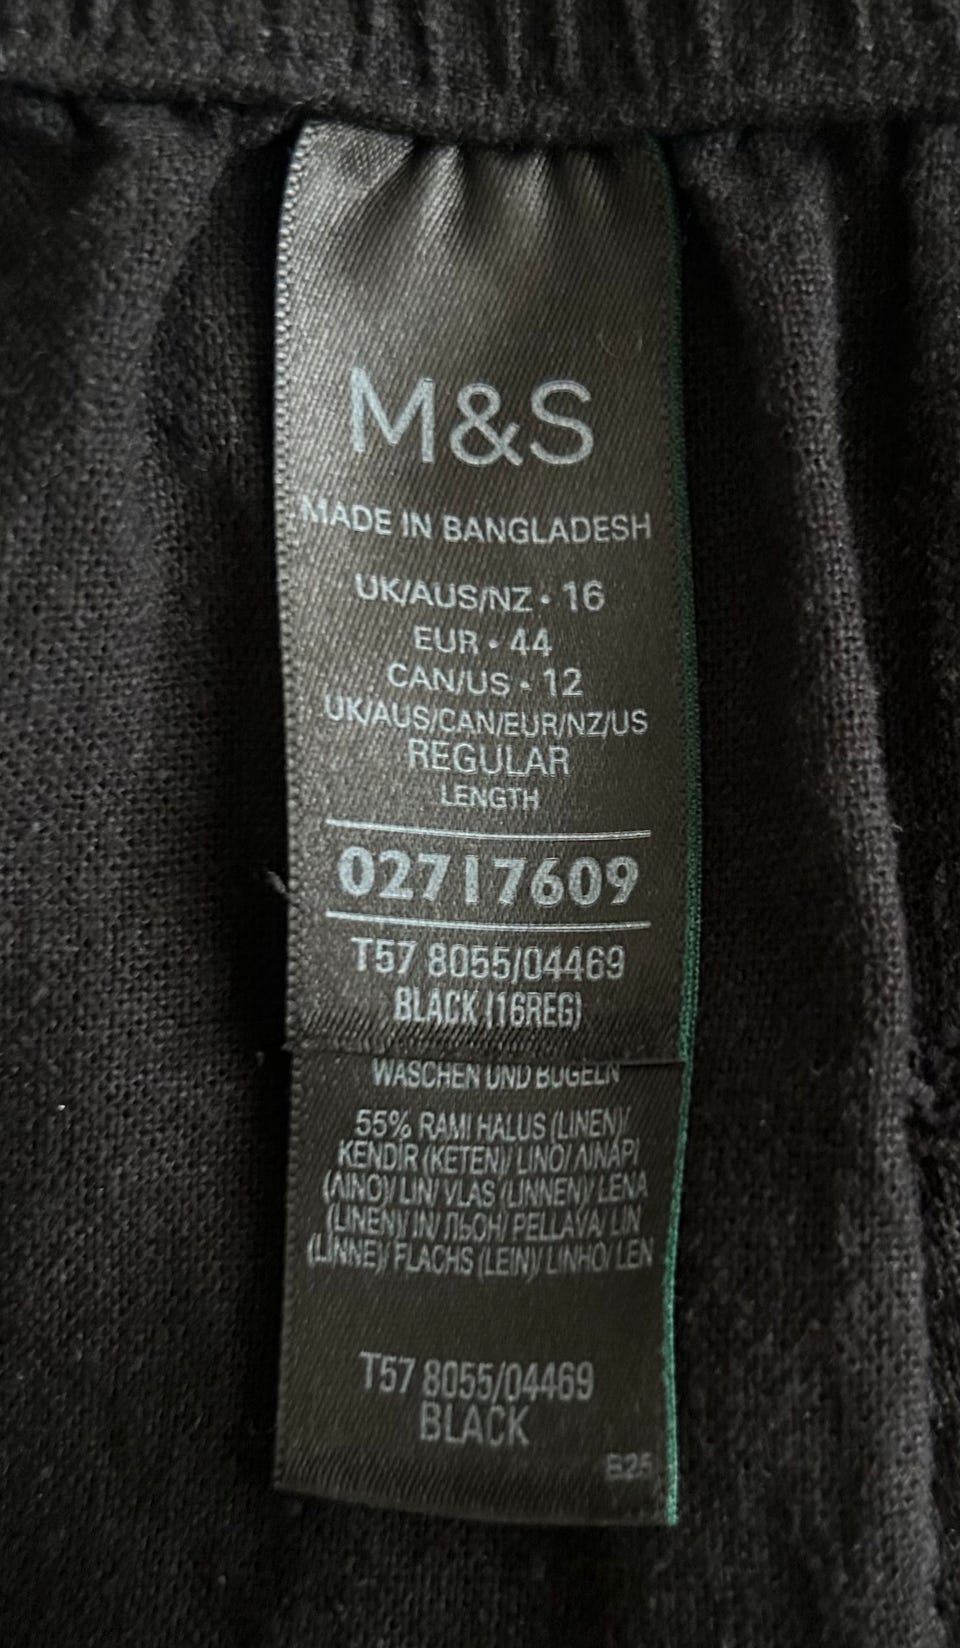 M&S
MADE IN BANGLADESH
UK/AUS/NZ • 16
EUR • 44
CAN/US • 12
UK/AUS/CAN/EUR/NZ/US
REGULAR
LENGTH
02717609
T57 8055/04469
BLACK (16REG)
WASCHEN UND BÜGELN
55% RAMI HALUS (LINEN)/
KENDIR (KETEN)/ LINO/ ΛΙΝΑΡΙ
(ΛΙΝΟ)/ LIN/ VLAS (LINNEN)/ LENA
(LINEN)/ IN/ ЛЬОН/ PELLAVA/ LIN
(LINNE)/ FLACHS (LEIN)/ LINHO/ LEN
T57 8055/04469
BLACK
B25